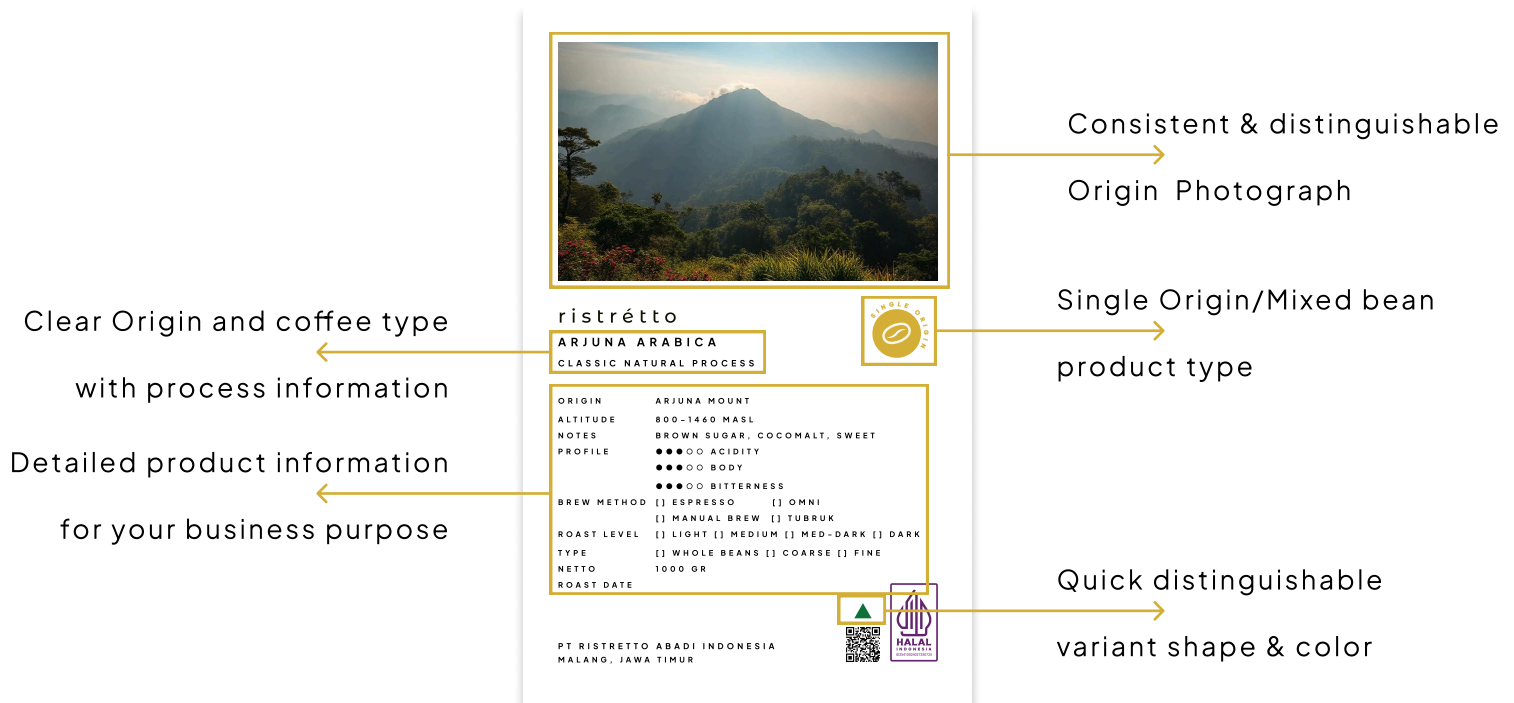 Consistent & distinguishable
Origin Photograph
Clear Origin and coffee type
with process information
Detailed product information
for your business purpose
ristrétto
ARJUNA ARABICA
CLASSIC NATURAL PROCESS
SINGLE ORIGIN
Single Origin/Mixed bean
product type
ORIGIN ARJUNA MOUNT
ALTITUDE 800-1460 MASL
NOTES BROWN SUGAR, COCOMALT, SWEET
PROFILE ●●●○○ ACIDITY
●●●○○ BODY
●●●○○ BITTERNESS
BREW METHOD [] ESPRESSO [] OMNI
[] MANUAL BREW [] TUBRUK
ROAST LEVEL [] LIGHT [] MEDIUM [] MED-DARK [] DARK
TYPE [] WHOLE BEANS [] COARSE [] FINE
NETTO 1000 GR
ROAST DATE
PT RISTRETTO ABADI INDONESIA
MALANG, JAWA TIMUR
HALAL
INDONESIA
Quick distinguishable
variant shape & color